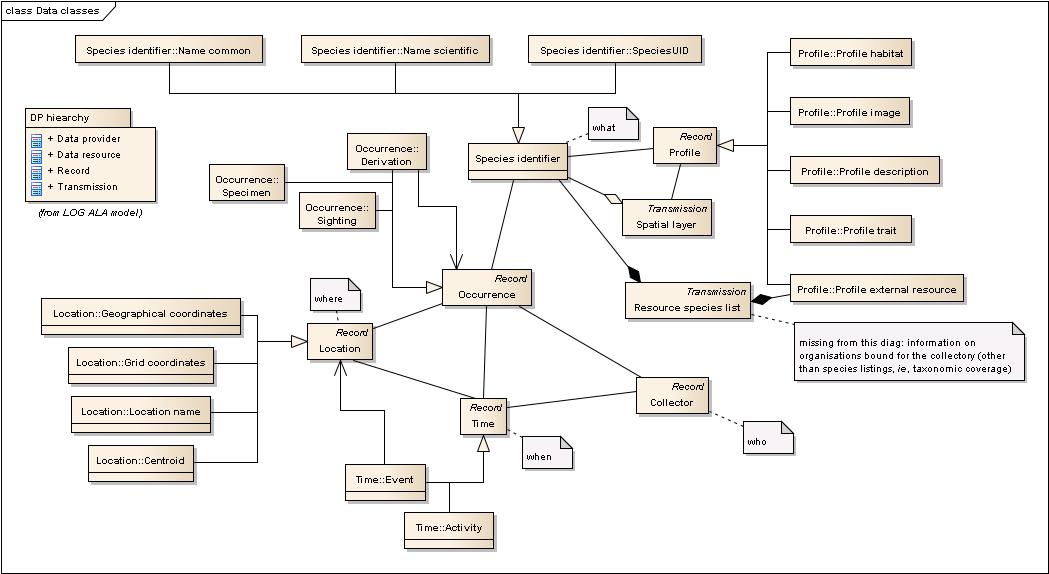 class Data classes
Species identifier::Name common
Species identifier::Name scientific
Species identifier::SpeciesUID
Profile::Profile habitat
DP hiearchy
+ Data provider
+ Data resource
+ Record
+ Transmission
(from LOG ALA model)
what
Record
Profile
Profile::Profile image
Occurrence::
Derivation
Species identifier
Occurrence::
Specimen
Profile::Profile description
Occurrence::
Sighting
Transmission
Spatial layer
Profile::Profile trait
Record
Occurrence
where
Transmission
Resource species list
Profile::Profile external resource
Location::Geographical coordinates
Record
Location
missing from this diag: information on
organisations bound for the collectory (other
than species listings, ie, taxonomic coverage)
Location::Grid coordinates
Record
Collector
Location::Location name
Record
Time
who
when
Location::Centroid
Time::Event
Time::Activity